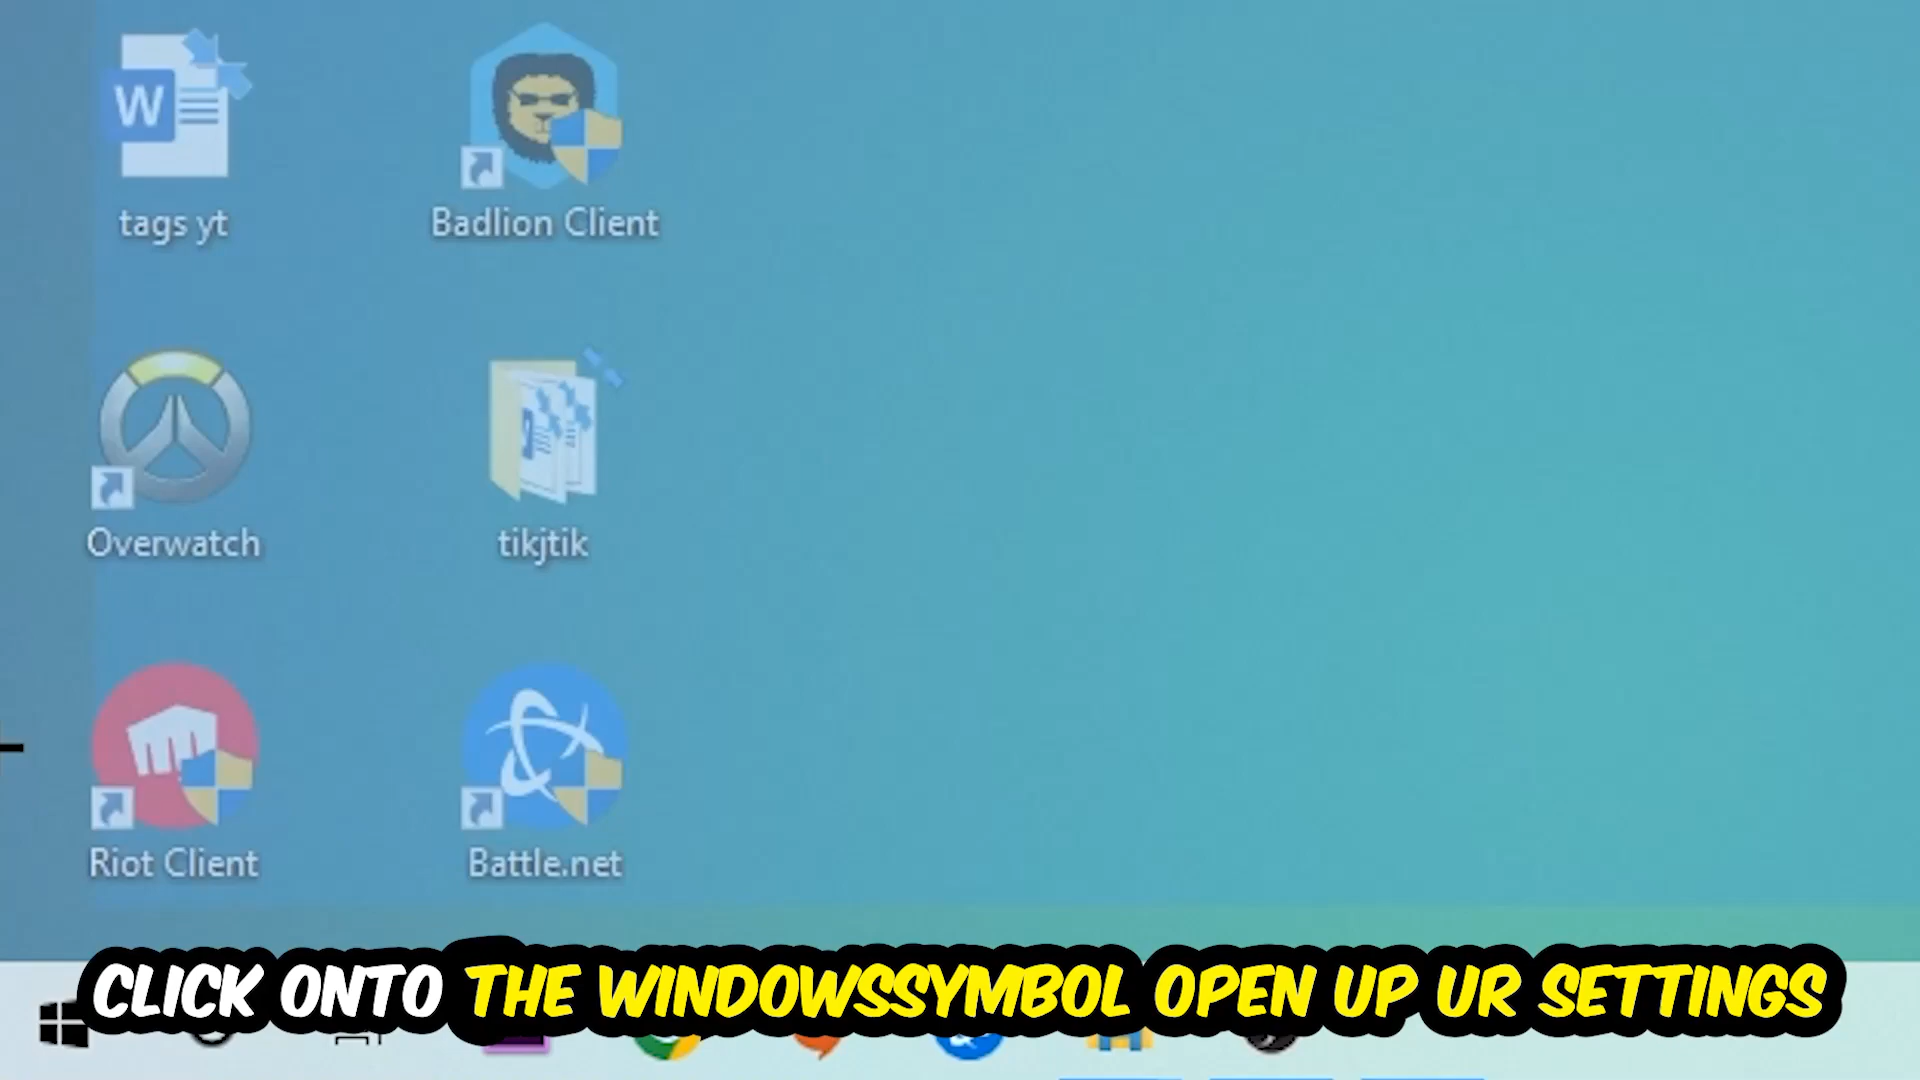 W
tags yt
Badlion Client
Overwatch
tikjtik
Riot Client
Battle.net
CLICK ONTO THE WINDOWSSYMBOL OPEN UP UR SETTINGS